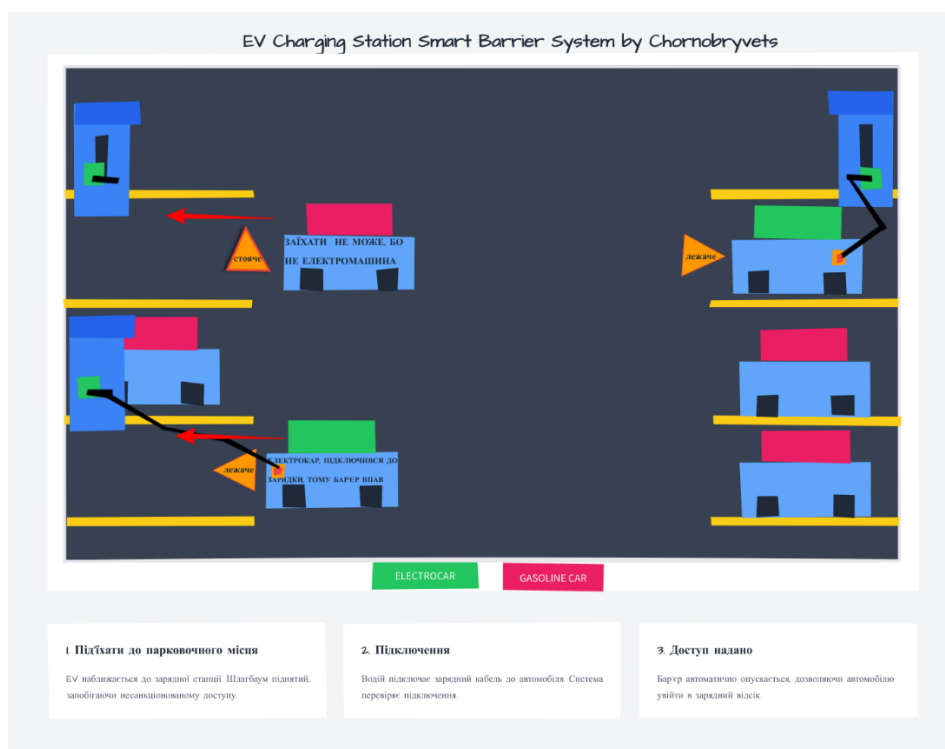 EV Charging Station Smart Barrier System by Chornobryvets
ЗАЇХАТИ НЕ МОЖЕ, БО
НЕ ЕЛЕКТРОМАШИНА
стояче
лежаче
ЕЛЕКТРОКАР, ПІДКЛЮЧИВСЯ ДО
ЗАРЯДКИ, ТОМУ БАР'ЄР ВПАВ
лежаче
ELECTROCAR
GASOLINE CAR
1. Під'їхати до парковочного місця
EV наближається до зарядної станції. Шлагбаум піднятий,
запобігаючи несанкціонованому доступу.
2. Підключення
Водій підключає зарядний кабель до автомобіля. Система
перевіряє підключення.
3. Доступ надано
Бар'єр автоматично опускається, дозволяючи автомобілю
увійти в зарядний відсік.